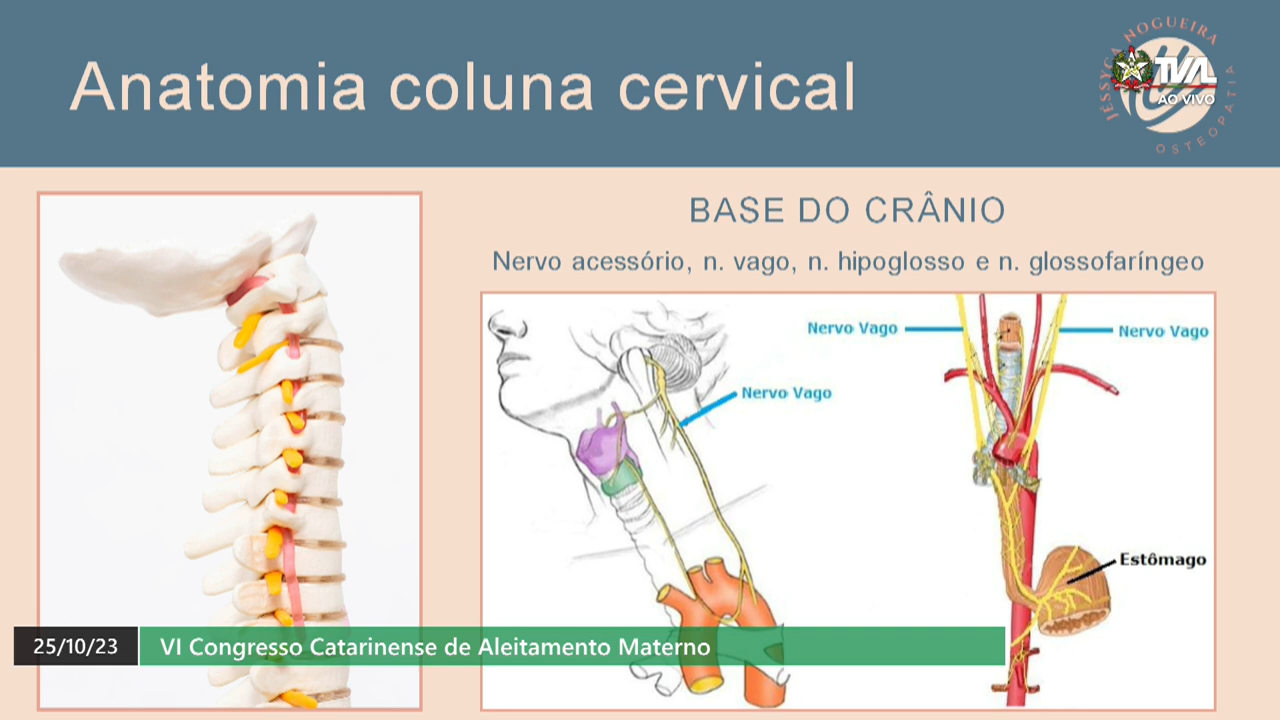 Anatomia coluna cervical
JÉSSYCA NOGUEIRA
OSTEOPATIA
TVAL
AO VIVO
BASE DO CRÂNIO
Nervo acessório, n. vago, n. hipoglosso e n. glossofaríngeo
Nervo Vago
Nervo Vago
Nervo Vago
Estômago
25/10/23
VI Congresso Catarinense de Aleitamento Materno